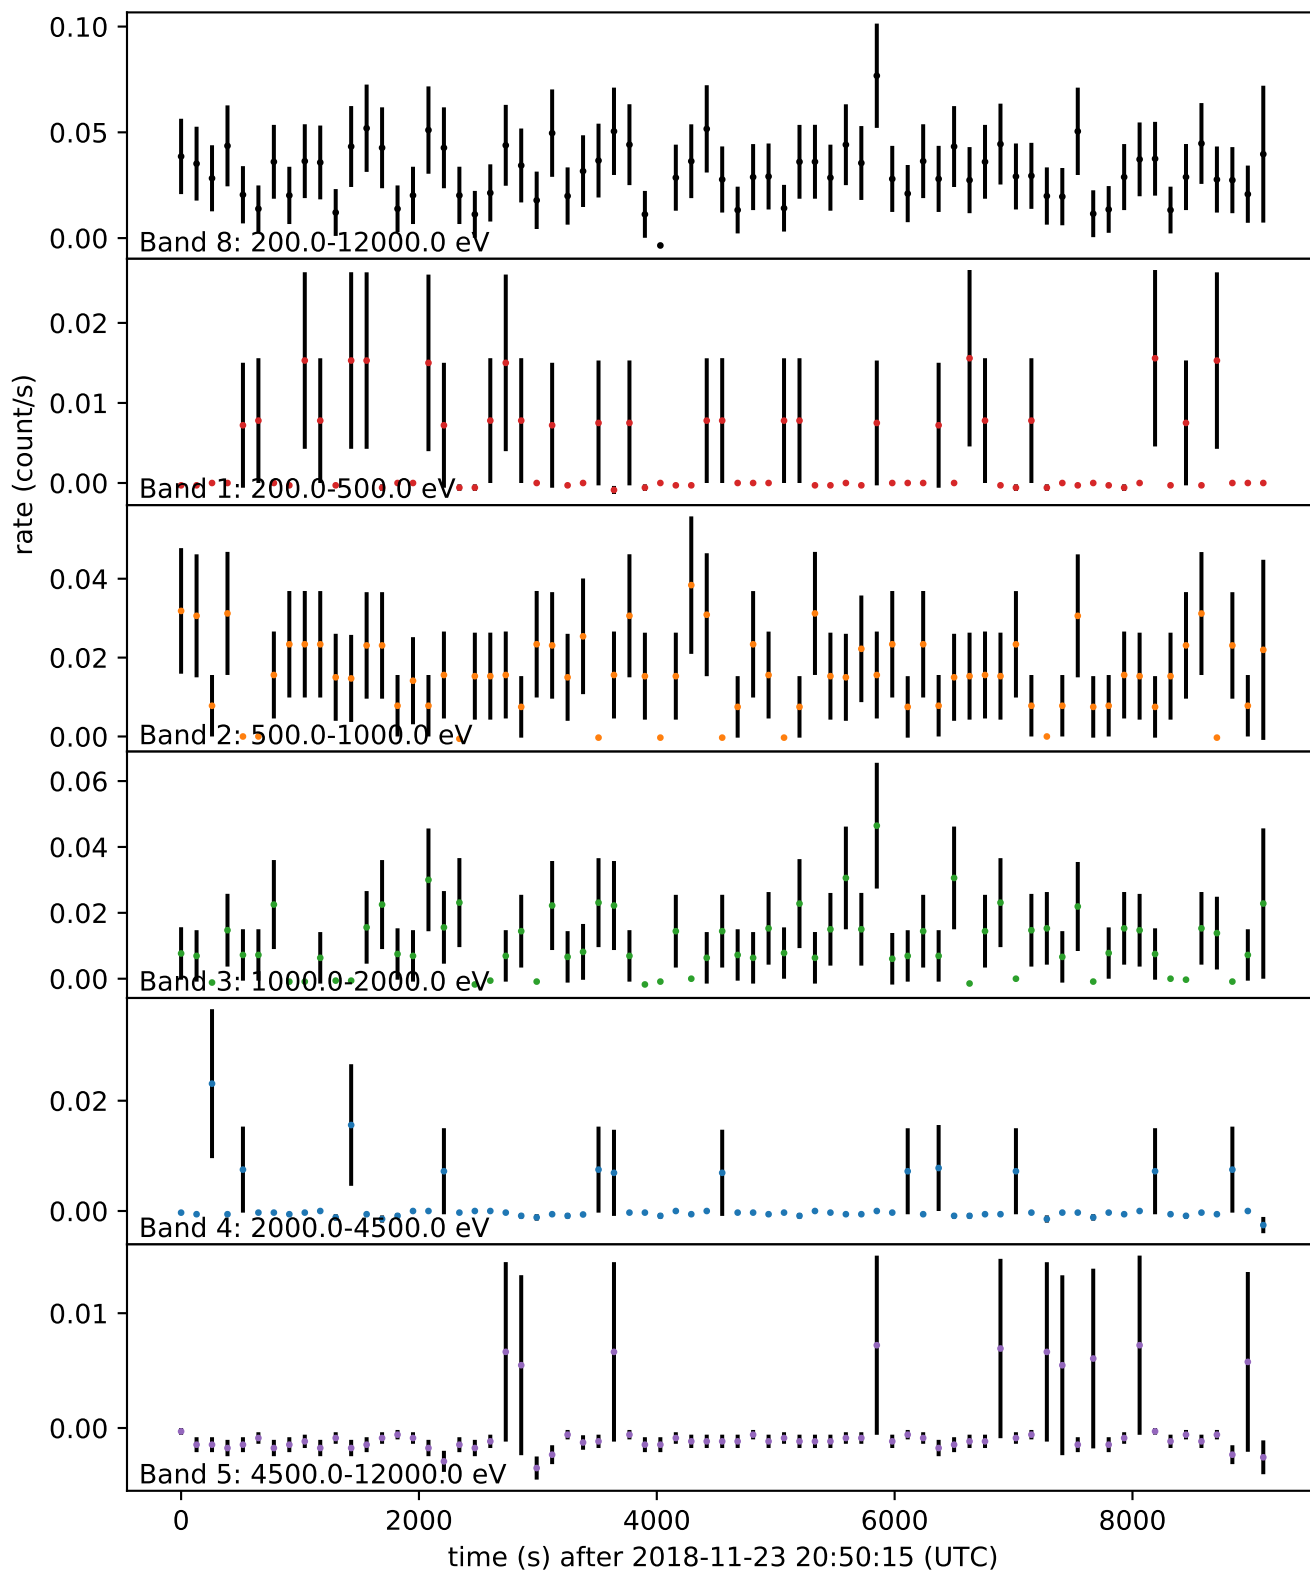 0.10
0.05
0.00
Band 8: 200.0-12000.0 eV
0.02
0.01
0.00
Band 1: 200.0-500.0 eV
rate (count/s)
0.04
0.02
0.00
Band 2: 500.0-1000.0 eV
0.06
0.04
0.02
0.00
Band 3: 1000.0-2000.0 eV
0.02
0.00
Band 4: 2000.0-4500.0 eV
0.01
0.00
Band 5: 4500.0-12000.0 eV
0 2000 4000 6000 8000
time (s) after 2018-11-23 20:50:15 (UTC)